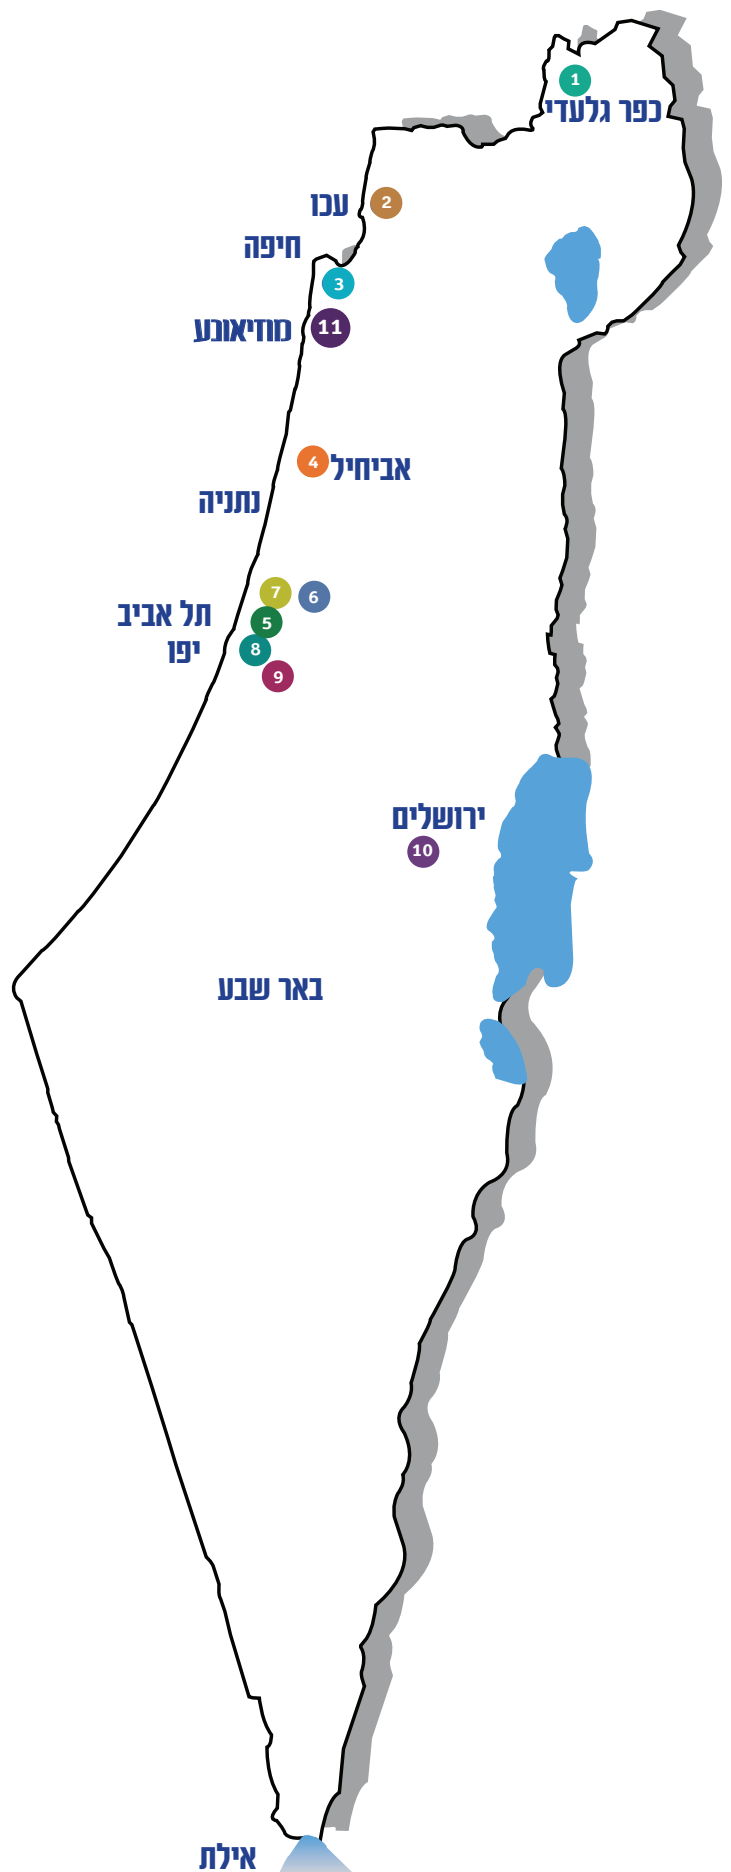 1
כפר גלעדי
עכו
2
חיפה
3
מוזיאונע
11
4
אביחיל
נתניה
7
6
תל אביב
5
יפו
8
9
ירושלים
10
באר שבע
אילת